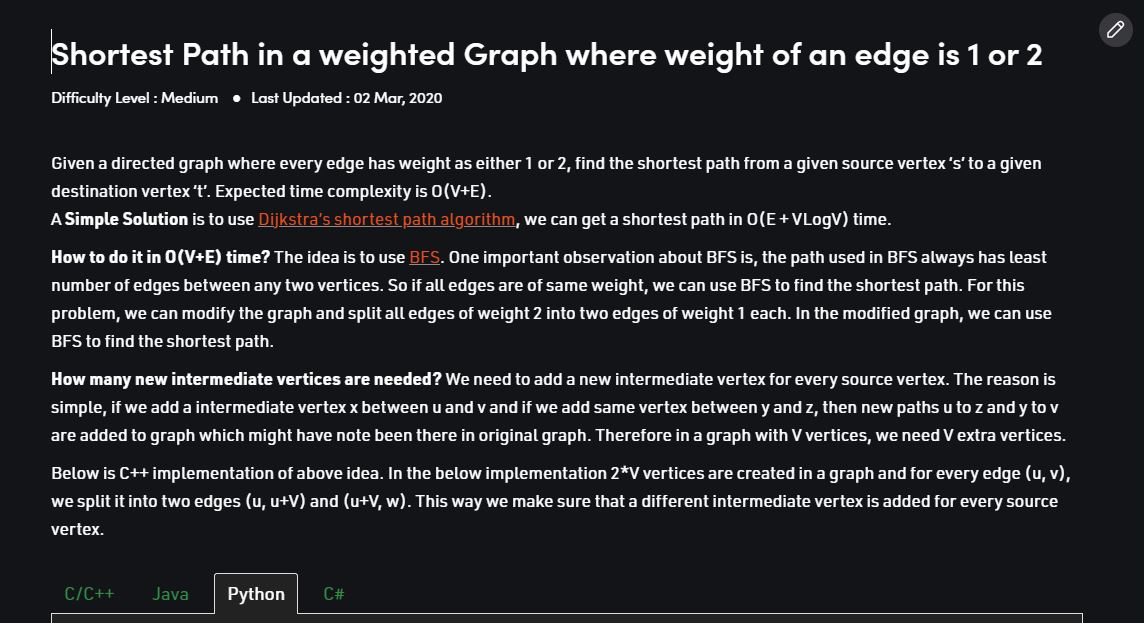 Shortest Path in a weighted Graph where weight of an edge is 1 or 2
Difficulty Level : Medium ● Last Updated : 02 Mar, 2020
Given a directed graph where every edge has weight as either 1 or 2, find the shortest path from a given source vertex ‘s’ to a given
destination vertex ‘t’. Expected time complexity is O(V+E).
A Simple Solution is to use Dijkstra’s shortest path algorithm, we can get a shortest path in O(E + VLogV) time.
How to do it in O(V+E) time? The idea is to use BFS. One important observation about BFS is, the path used in BFS always has least
number of edges between any two vertices. So if all edges are of same weight, we can use BFS to find the shortest path. For this
problem, we can modify the graph and split all edges of weight 2 into two edges of weight 1 each. In the modified graph, we can use
BFS to find the shortest path.
How many new intermediate vertices are needed? We need to add a new intermediate vertex for every source vertex. The reason is
simple, if we add a intermediate vertex x between u and v and if we add same vertex between y and z, then new paths u to z and y to v
are added to graph which might have note been there in original graph. Therefore in a graph with V vertices, we need V extra vertices.
Below is C++ implementation of above idea. In the below implementation 2*V vertices are created in a graph and for every edge (u, v),
we split it into two edges (u, u+V) and (u+V, w). This way we make sure that a different intermediate vertex is added for every source
vertex.
C/C++ Java Python C#